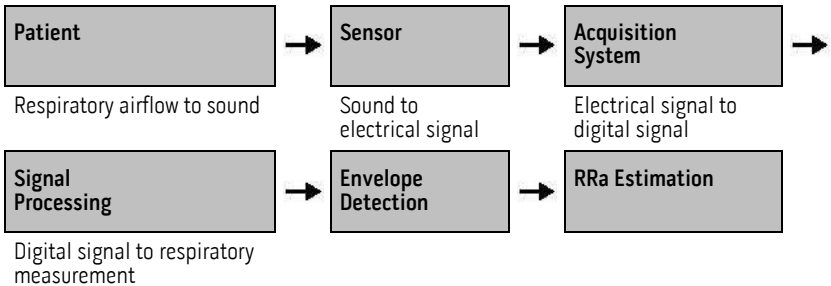 Patient
Sensor
Acquisition
System
Respiratory airflow to sound
Sound to
electrical signal
Electrical signal to
digital signal
Signal
Processing
Envelope
Detection
RRa Estimation
Digital signal to respiratory
measurement